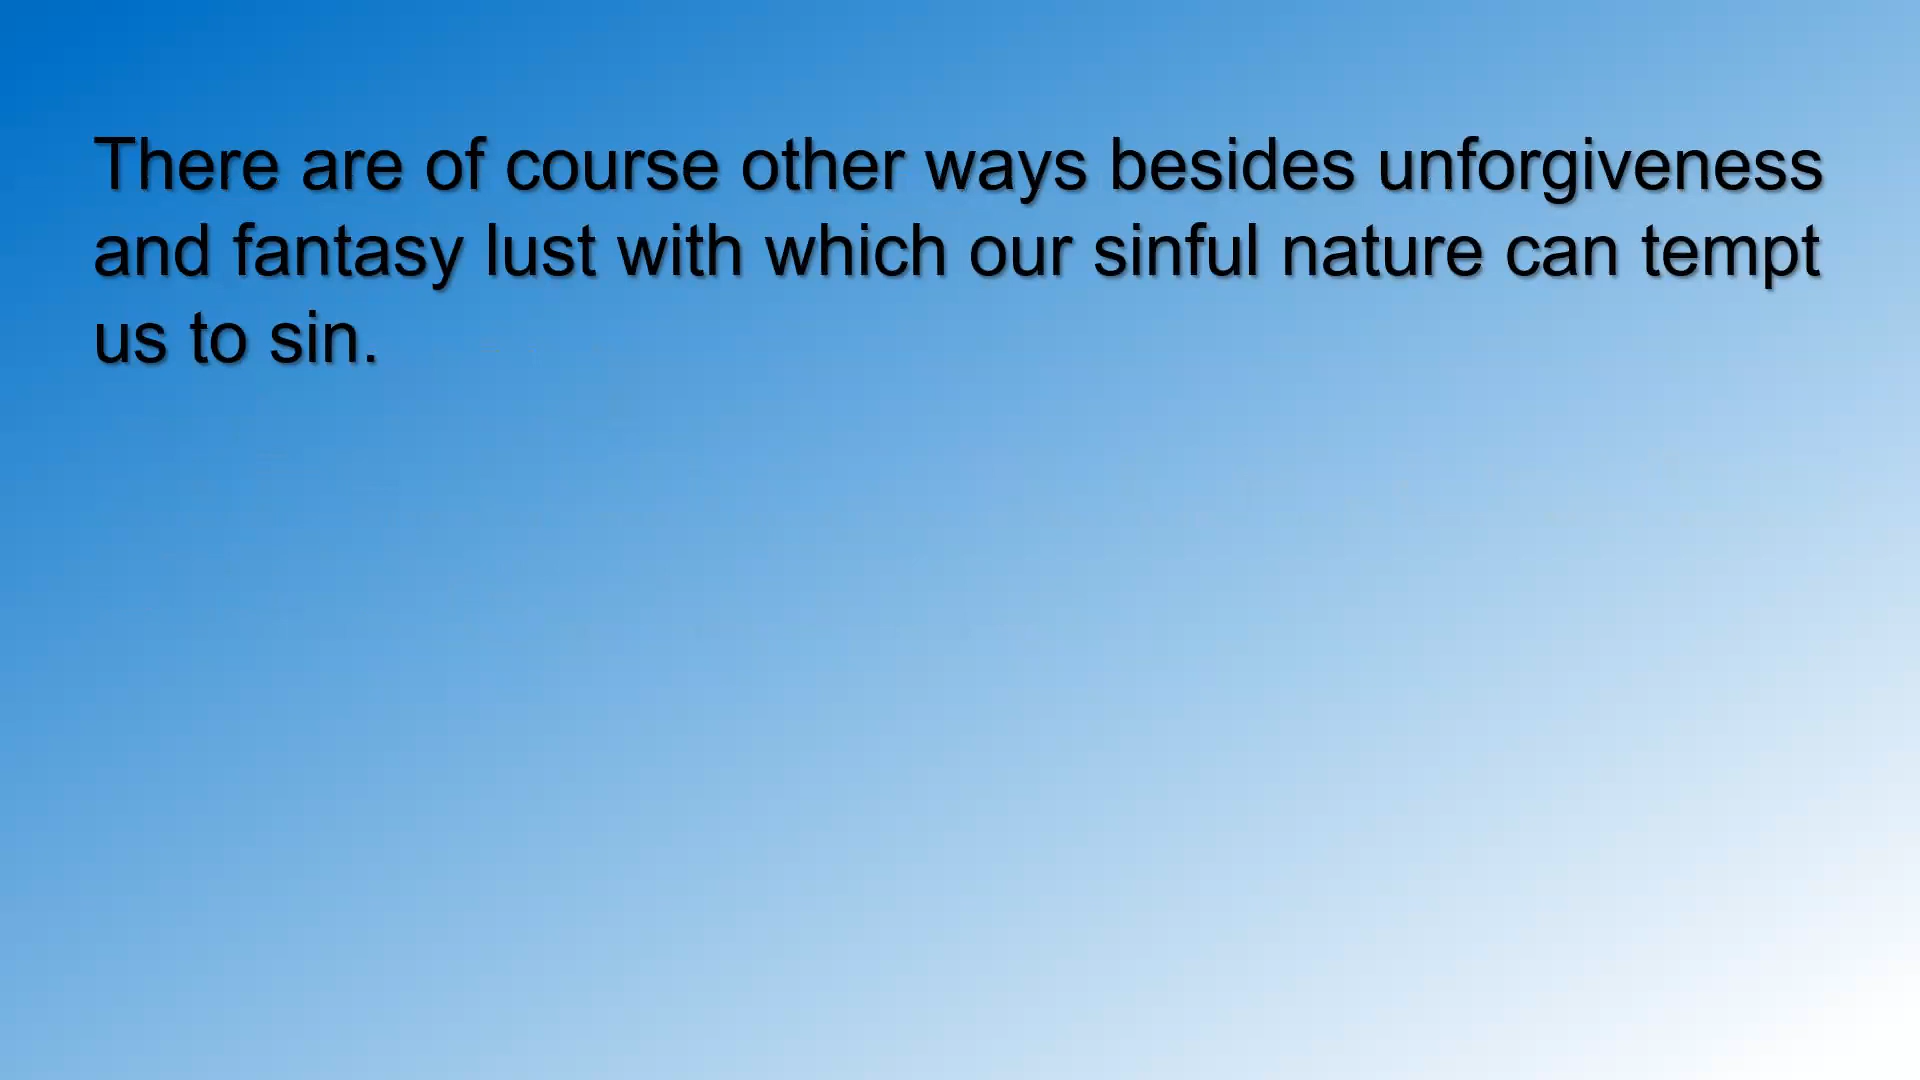 There are of course other ways besides unforgiveness
and fantasy lust with which our sinful nature can tempt
us to sin.